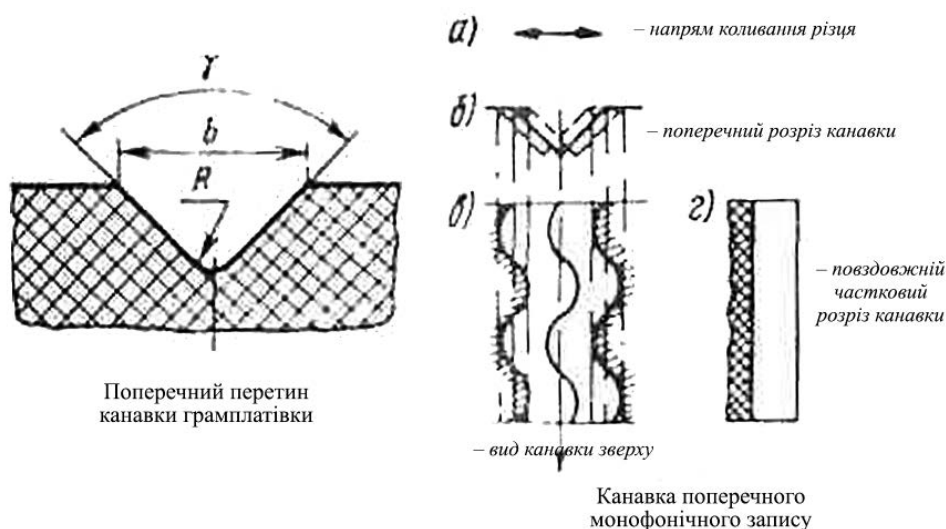 γ
b
R
Поперечний перетин
канавки грамплатівки
а)
– напрям коливання різця
б)
– поперечний розріз канавки
в)
г)
– повздовжній
частковий
розріз канавки
– вид канавки зверху
Канавка поперечного
монофонічного запису